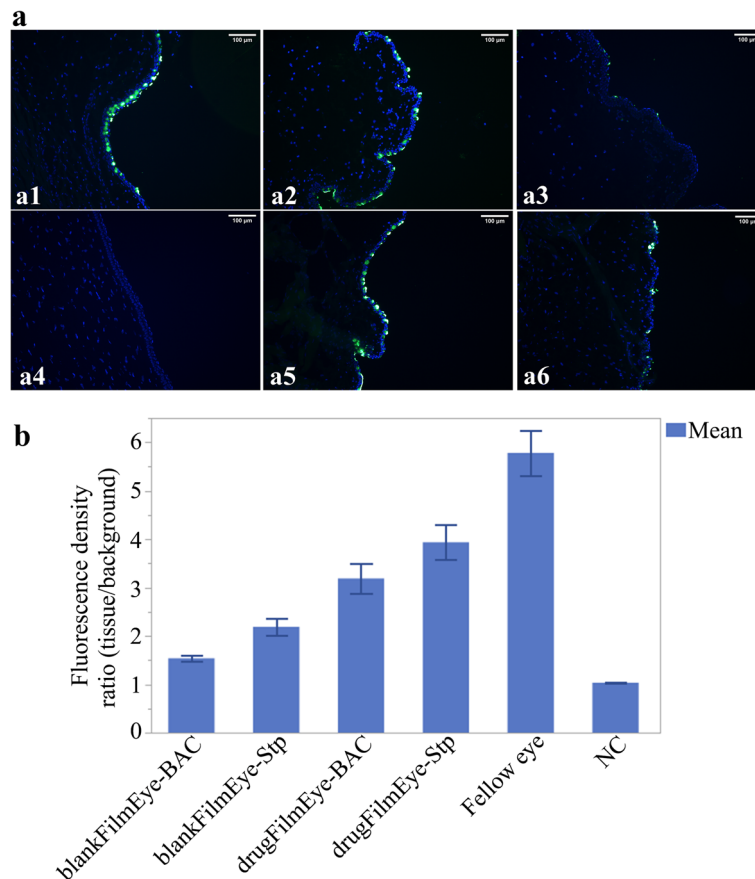 a
100 µm
100 µm
100 µm
a1
a2
a3
100 µm
100 µm
100 µm
a4
a5
a6
b
Mean
Fluorescence density
ratio (tissue/background)
6
5
4
3
2
1
0
blankFilmEye-BAC
blankFilmEye-Stp
drugFilmEye-BAC
drugFilmEye-Stp
Fellow eye
NC